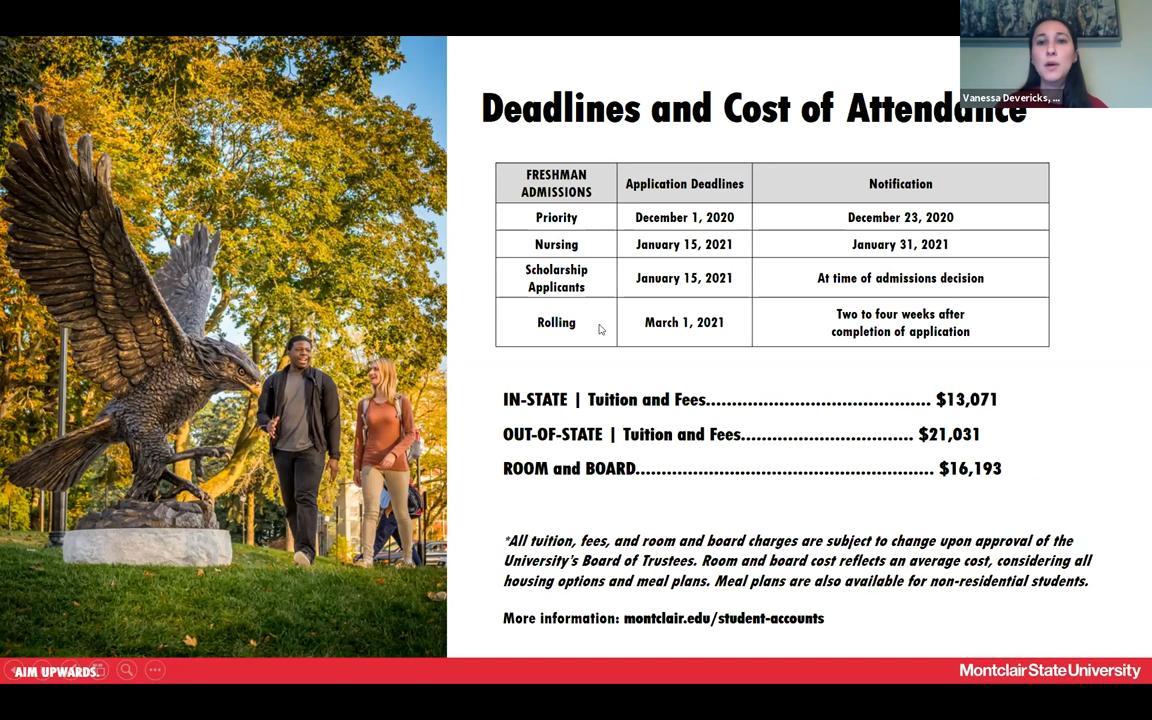 Vanessa Devericks, ...
Deadlines and Cost of Attendance
FRESHMAN ADMISSIONS Application Deadlines Notification
Priority December 1, 2020 December 23, 2020
Nursing January 15, 2021 January 31, 2021
Scholarship Applicants January 15, 2021 At time of admissions decision
Rolling March 1, 2021 Two to four weeks after completion of application
IN-STATE | Tuition and Fees........................................... $13,071
OUT-OF-STATE | Tuition and Fees................................. $21,031
ROOM and BOARD......................................................... $16,193
*All tuition, fees, and room and board charges are subject to change upon approval of the
University's Board of Trustees. Room and board cost reflects an average cost, considering all
housing options and meal plans. Meal plans are also available for non-residential students.
More information: montclair.edu/student-accounts
AIM UPWARDS.
Montclair State University